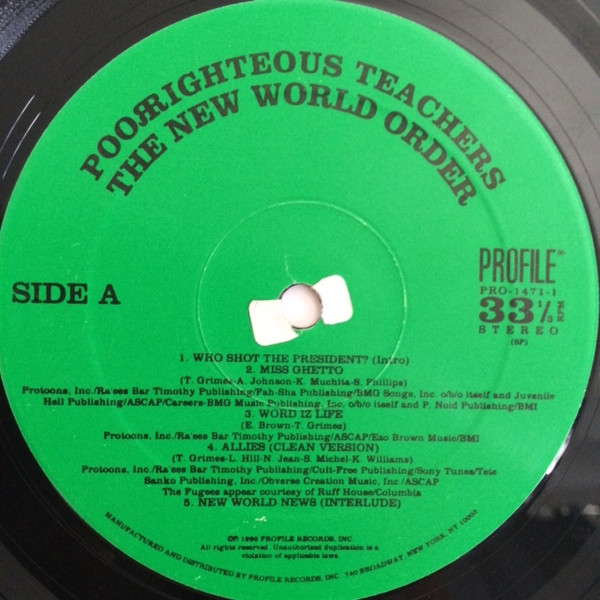 POORRIGHTEOUS TEACHERS
THE NEW WORLD ORDER
SIDE A
PROFILE
PRO-1471-1
33 1/3 RPM
STEREO
(SP)
1. WHO SHOT THE PRESIDENT? (Intro)
2. MISS GHETTO
(T. Grimes-A. Johnson-K. Muchita-S. Phillips)
Protoons, Inc./Ra'ees Bar Timothy Publishing/Fah-Sha Publishing/BMG Songs, Inc. o/b/o itself and Juvenile
Hell Publishing/ASCAP/Careers-BMG Music Publishing, Inc. o/b/o itself and P. Noid Publishing/BMI
3. WORD IZ LIFE
(E. Brown-T. Grimes)
Protoons, Inc./Ra'ees Bar Timothy Publishing/ASCAP/Eao Brown Music/BMI
4. ALLIES (CLEAN VERSION)
(T. Grimes-L. Hill-N. Jean-S. Michel-K. Williams)
Protoons, Inc./Ra'ees Bar Timothy Publishing/Cult-Free Publishing/Sony Tunes/Tete
Sanko Publishing, Inc./Obverse Creation Music, Inc./ASCAP
The Fugees appear courtesy of Ruff House/Columbia
5. NEW WORLD NEWS (INTERLUDE)
©℗ 1996 PROFILE RECORDS, INC.
All rights reserved. Unauthorized duplication is a
violation of applicable laws.
MANUFACTURED AND DISTRIBUTED BY PROFILE RECORDS, INC. 740 BROADWAY, NEW YORK, NY 10003